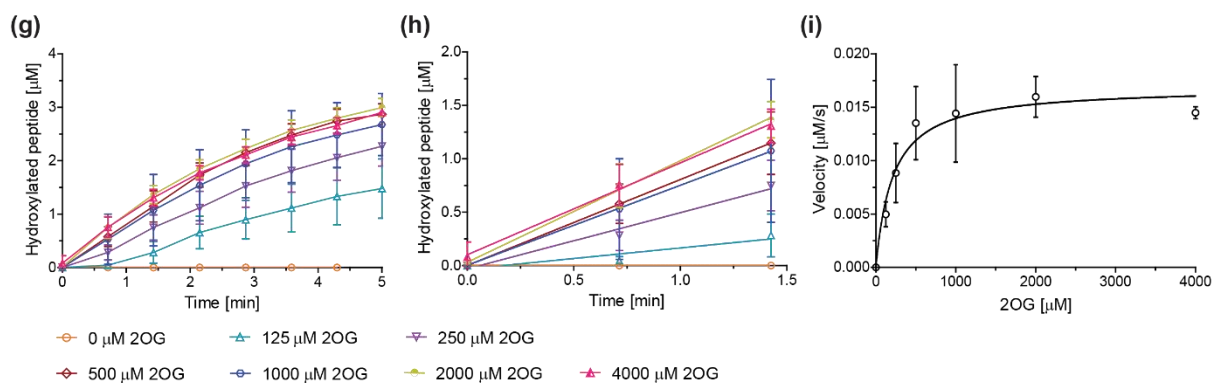 (g)
Hydroxylated peptide [μM]
4
3
2
1
0
0 1 2 3 4 5
Time [min]
(h)
Hydroxylated peptide [μM]
2.0
1.5
1.0
0.5
0.0
0.0 0.5 1.0 1.5
Time [min]
(i)
Velocity [μM/s]
0.020
0.015
0.010
0.005
0.000
0 1000 2000 3000 4000
2OG [μM]
0 μM 2OG 125 μM 2OG 250 μM 2OG
500 μM 2OG 1000 μM 2OG 2000 μM 2OG 4000 μM 2OG